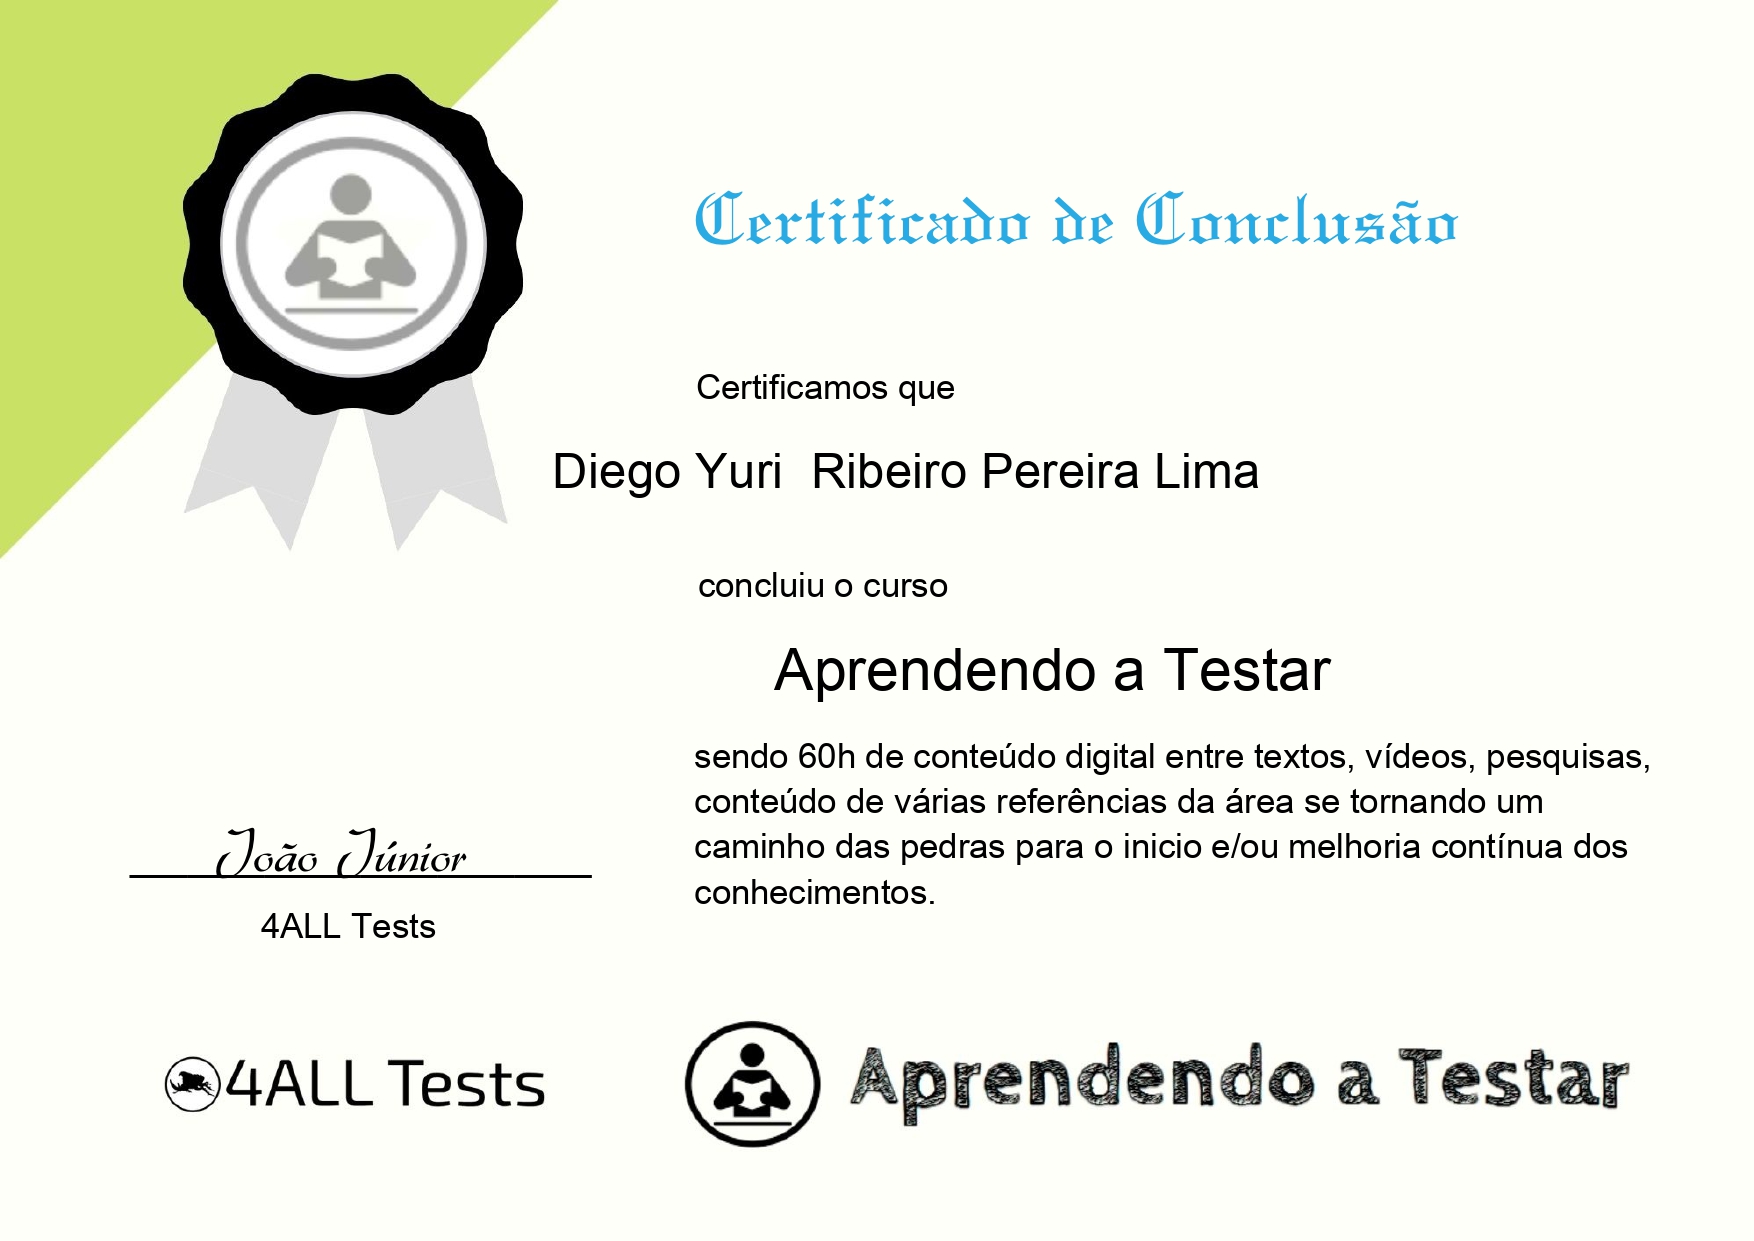 Certificado de Conclusão
Certificamos que
Diego Yuri  Ribeiro Pereira Lima
concluiu o curso
Aprendendo a Testar
sendo 60h de conteúdo digital entre textos, vídeos, pesquisas,
conteúdo de várias referências da área se tornando um
caminho das pedras para o inicio e/ou melhoria contínua dos
conhecimentos.
João Júnior
4ALL Tests
4ALL Tests
Aprendendo a Testar